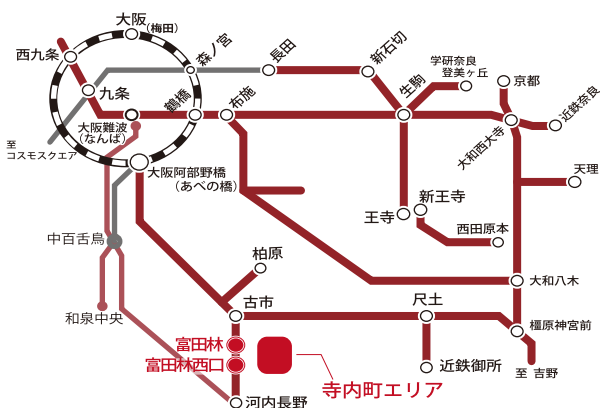 大阪
(梅田)
西九条
森ノ宮
長田
新石切
学研奈良
登美ヶ丘
京都
九条
鶴橋
布施
生駒
近鉄奈良
大和西大寺
大阪難波
(なんば)
至
コスモスクエア
大阪阿部野橋
(あべの橋)
天理
王寺
新王寺
西田原本
中百舌鳥
柏原
大和八木
和泉中央
古市
尺土
橿原神宮前
富田林
富田林西口
近鉄御所
至 吉野
寺内町エリア
河内長野